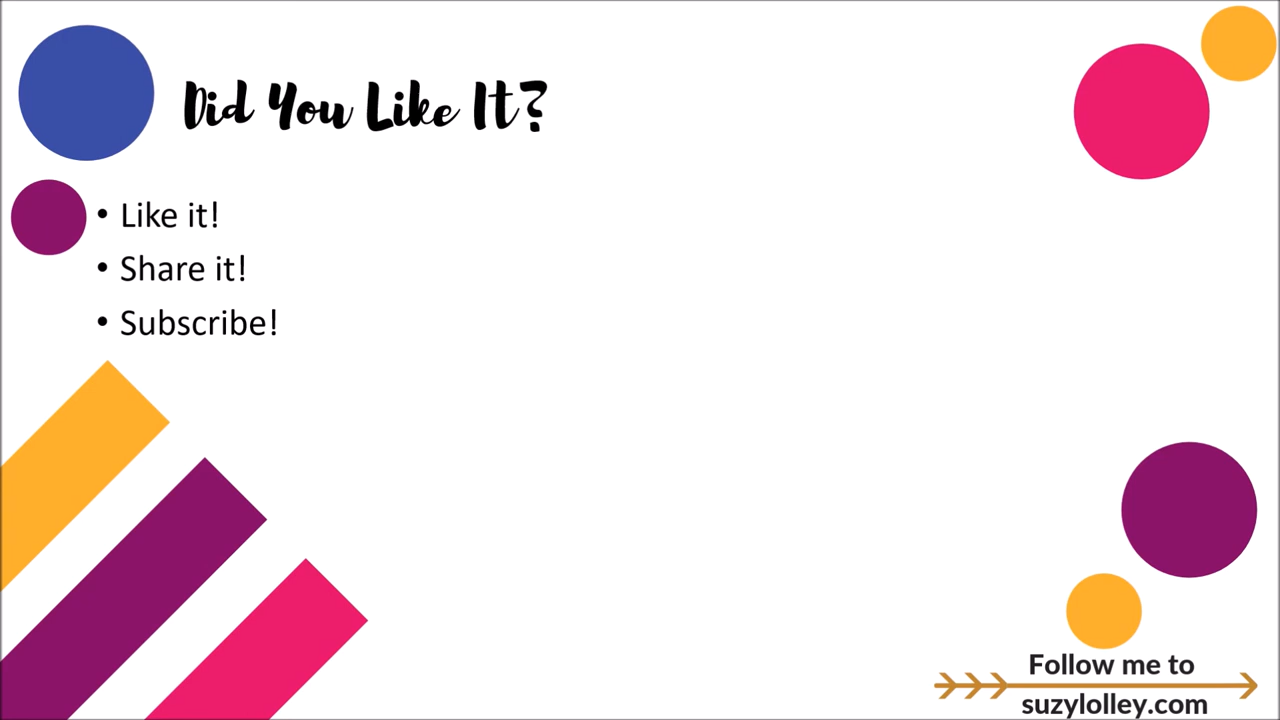 Did You Like It?
• Like it!
• Share it!
• Subscribe!
Follow me to
suzylolley.com